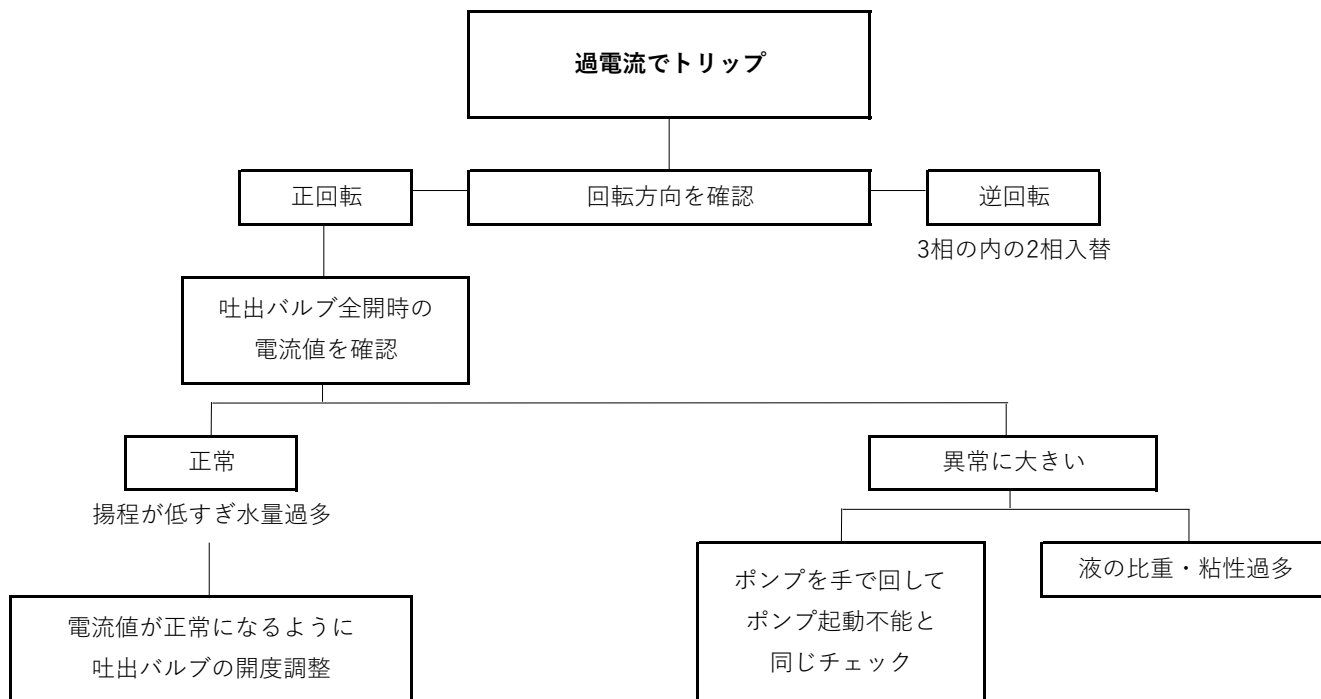 過電流でトリップ
正回転
回転方向を確認
逆回転
3相の内の2相入替
吐出バルブ全開時の
電流値を確認
正常
異常に大きい
揚程が低すぎ水量過多
ポンプを手で回して
ポンプ起動不能と
同じチェック
液の比重・粘性過多
電流値が正常になるように
吐出バルブの開度調整